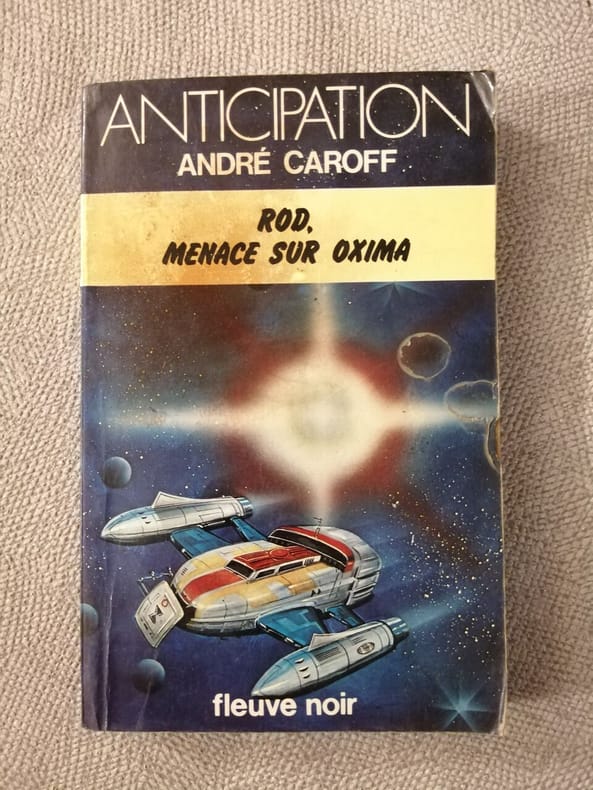 ANTICIPATION
ANDRÉ CAROFF
ROD,
MENACE SUR OXIMA
fleuve noir